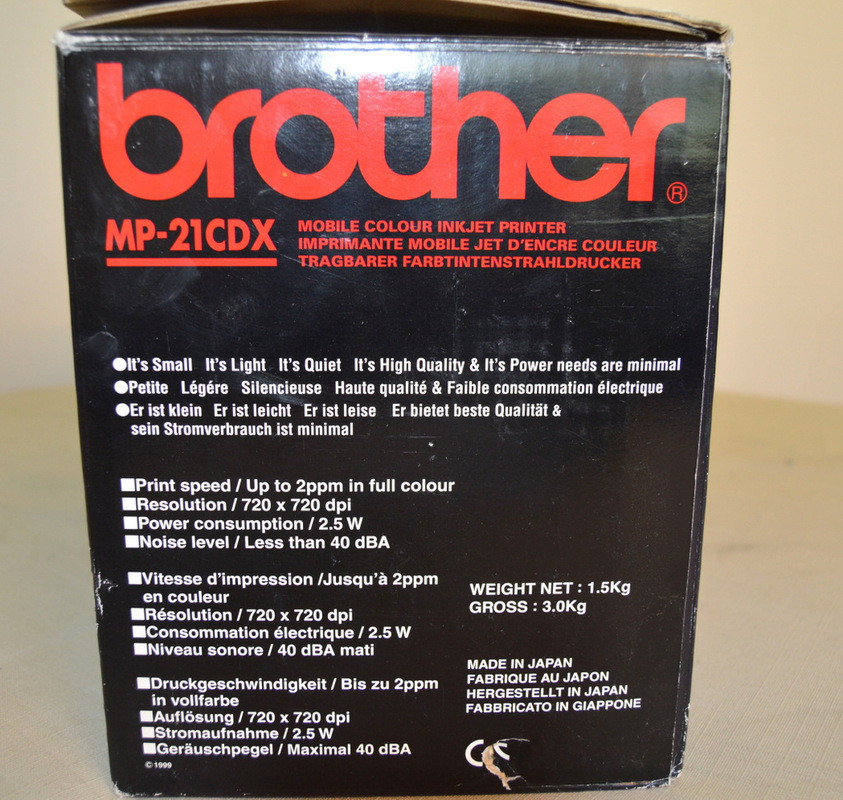 brother®
MP-21CDX
MOBILE COLOUR INKJET PRINTER
IMPRIMANTE MOBILE JET D'ENCRE COULEUR
TRAGBARER FARBTINTENSTRAHLDRUCKER
●It's Small It's Light It's Quiet It's High Quality & It's Power needs are minimal
●Petite Légére Silencieuse Haute qualité & Faible consommation électrique
●Er ist klein Er ist leicht Er ist leise Er bietet beste Qualität &
sein Stromverbrauch ist minimal
■Print speed / Up to 2ppm in full colour
■Resolution / 720 x 720 dpi
■Power consumption / 2.5 W
■Noise level / Less than 40 dBA
■Vitesse d'impression /Jusqu'à 2ppm
en couleur
■Résolution / 720 x 720 dpi
■Consommation électrique / 2.5 W
■Niveau sonore / 40 dBA mati
■Druckgeschwindigkeit / Bis zu 2ppm
in vollfarbe
■Auflösung / 720 x 720 dpi
■Stromaufnahme / 2.5 W
■Geräuschpegel / Maximal 40 dBA
©1999
WEIGHT NET : 1.5Kg
GROSS : 3.0Kg
MADE IN JAPAN
FABRIQUE AU JAPON
HERGESTELLT IN JAPAN
FABBRICATO IN GIAPPONE
CE